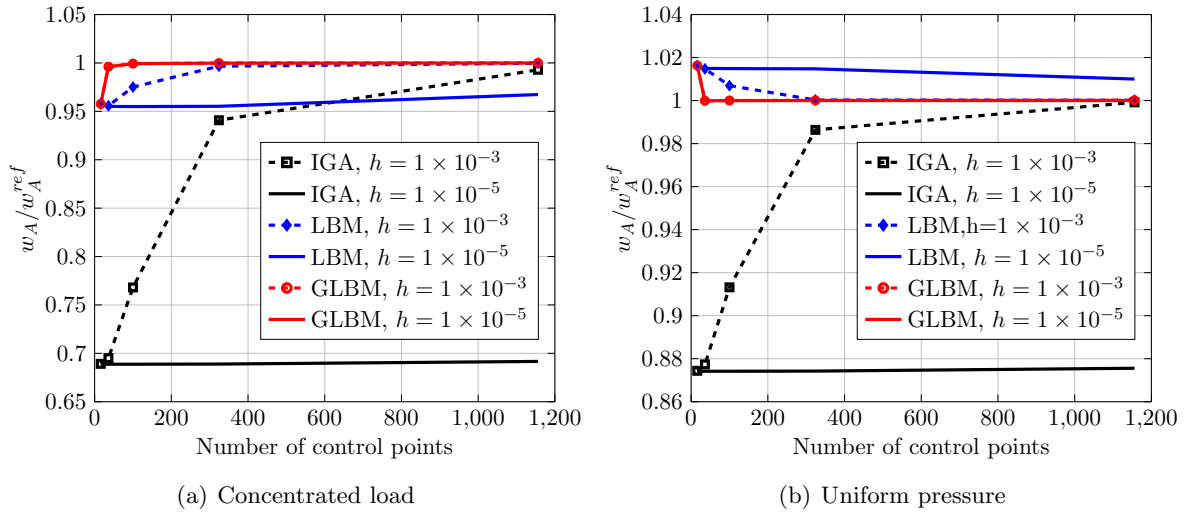 1.05
1
0.95
0.9
0.85
0.8
0.75
0.7
0.65
w_A/w_A^{ref}
0
200
400
600
800
1,000
1,200
Number of control points
IGA, h = 1 × 10^{-3}
IGA, h = 1 × 10^{-5}
LBM, h = 1 × 10^{-3}
LBM, h = 1 × 10^{-5}
GLBM, h = 1 × 10^{-3}
GLBM, h = 1 × 10^{-5}
(a) Concentrated load
1.04
1.02
1
0.98
0.96
0.94
0.92
0.9
0.88
0.86
w_A/w_A^{ref}
0
200
400
600
800
1,000
1,200
Number of control points
IGA, h = 1 × 10^{-3}
IGA, h = 1 × 10^{-5}
LBM,h=1 × 10^{-3}
LBM, h = 1 × 10^{-5}
GLBM, h = 1 × 10^{-3}
GLBM, h = 1 × 10^{-5}
(b) Uniform pressure